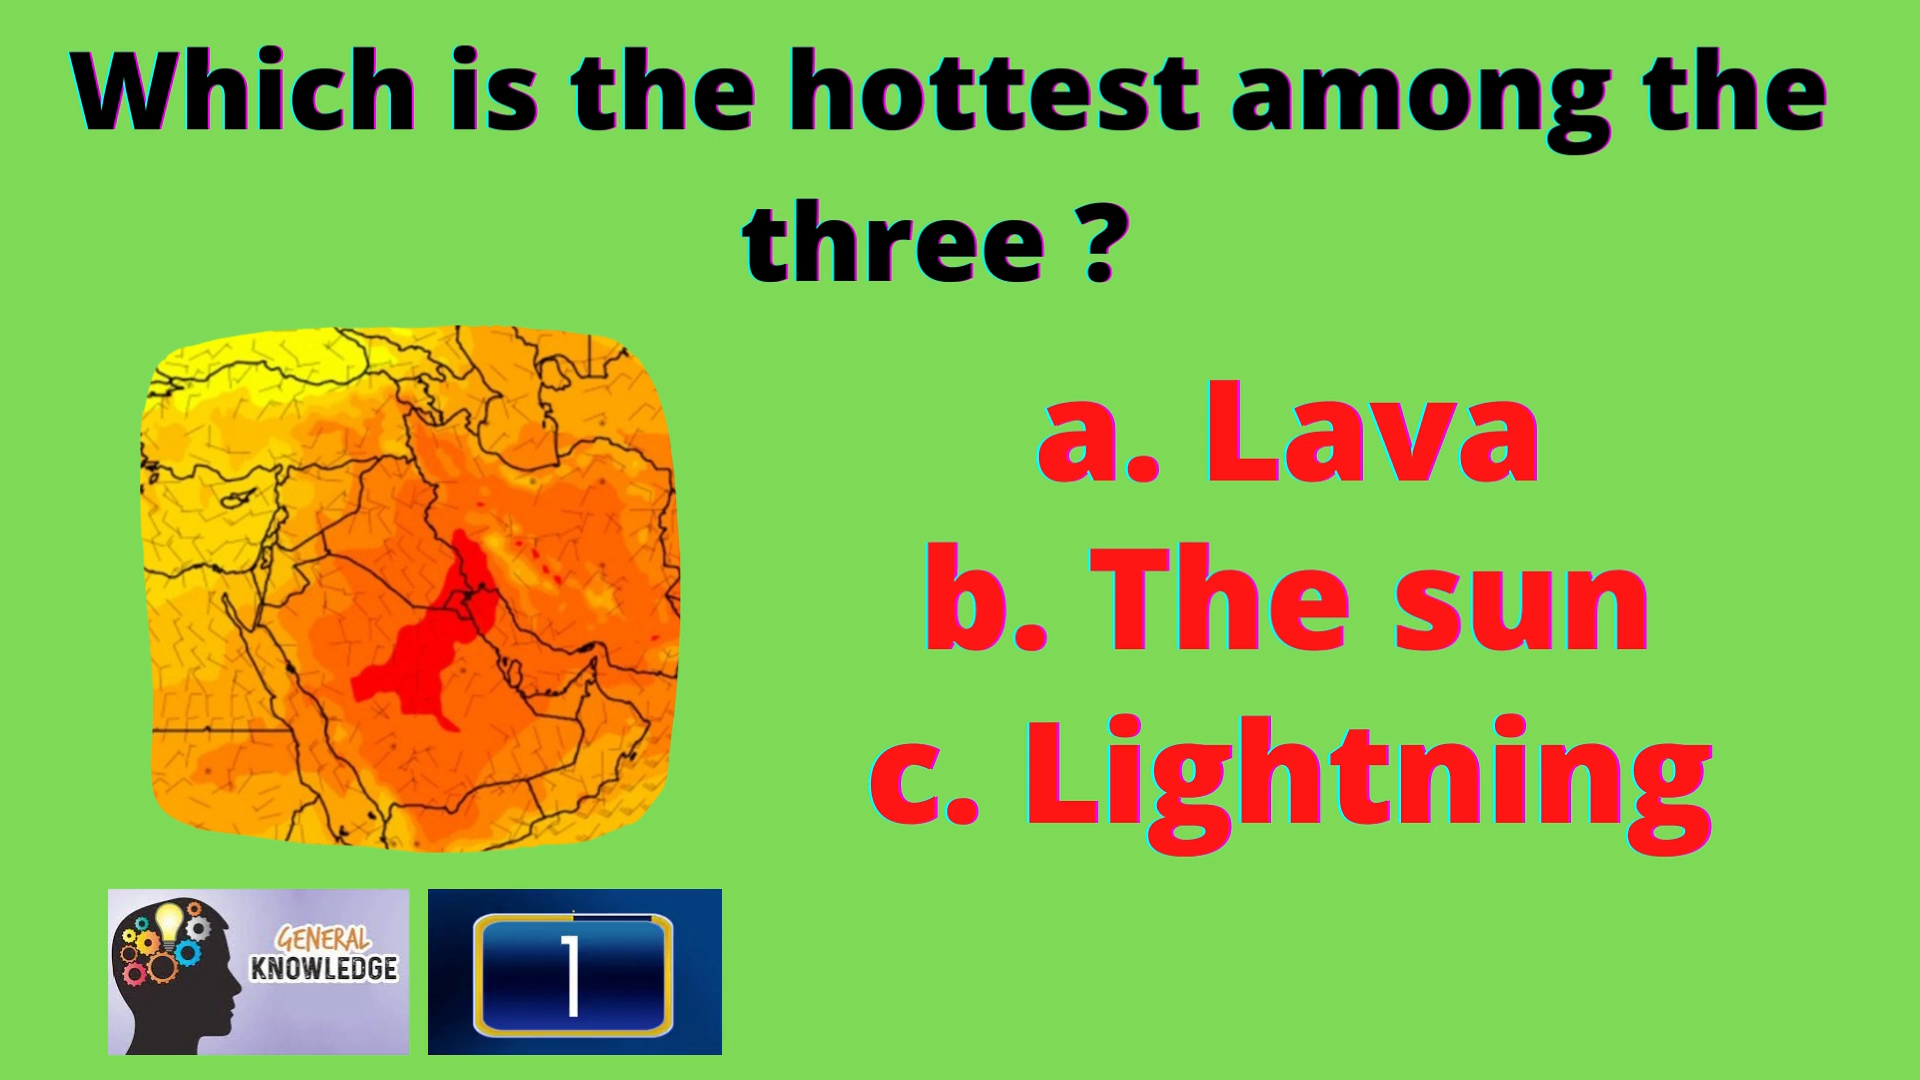 Which is the hottest among the
three ?
a. Lava
b. The sun
c. Lightning
GENERAL
KNOWLEDGE
1